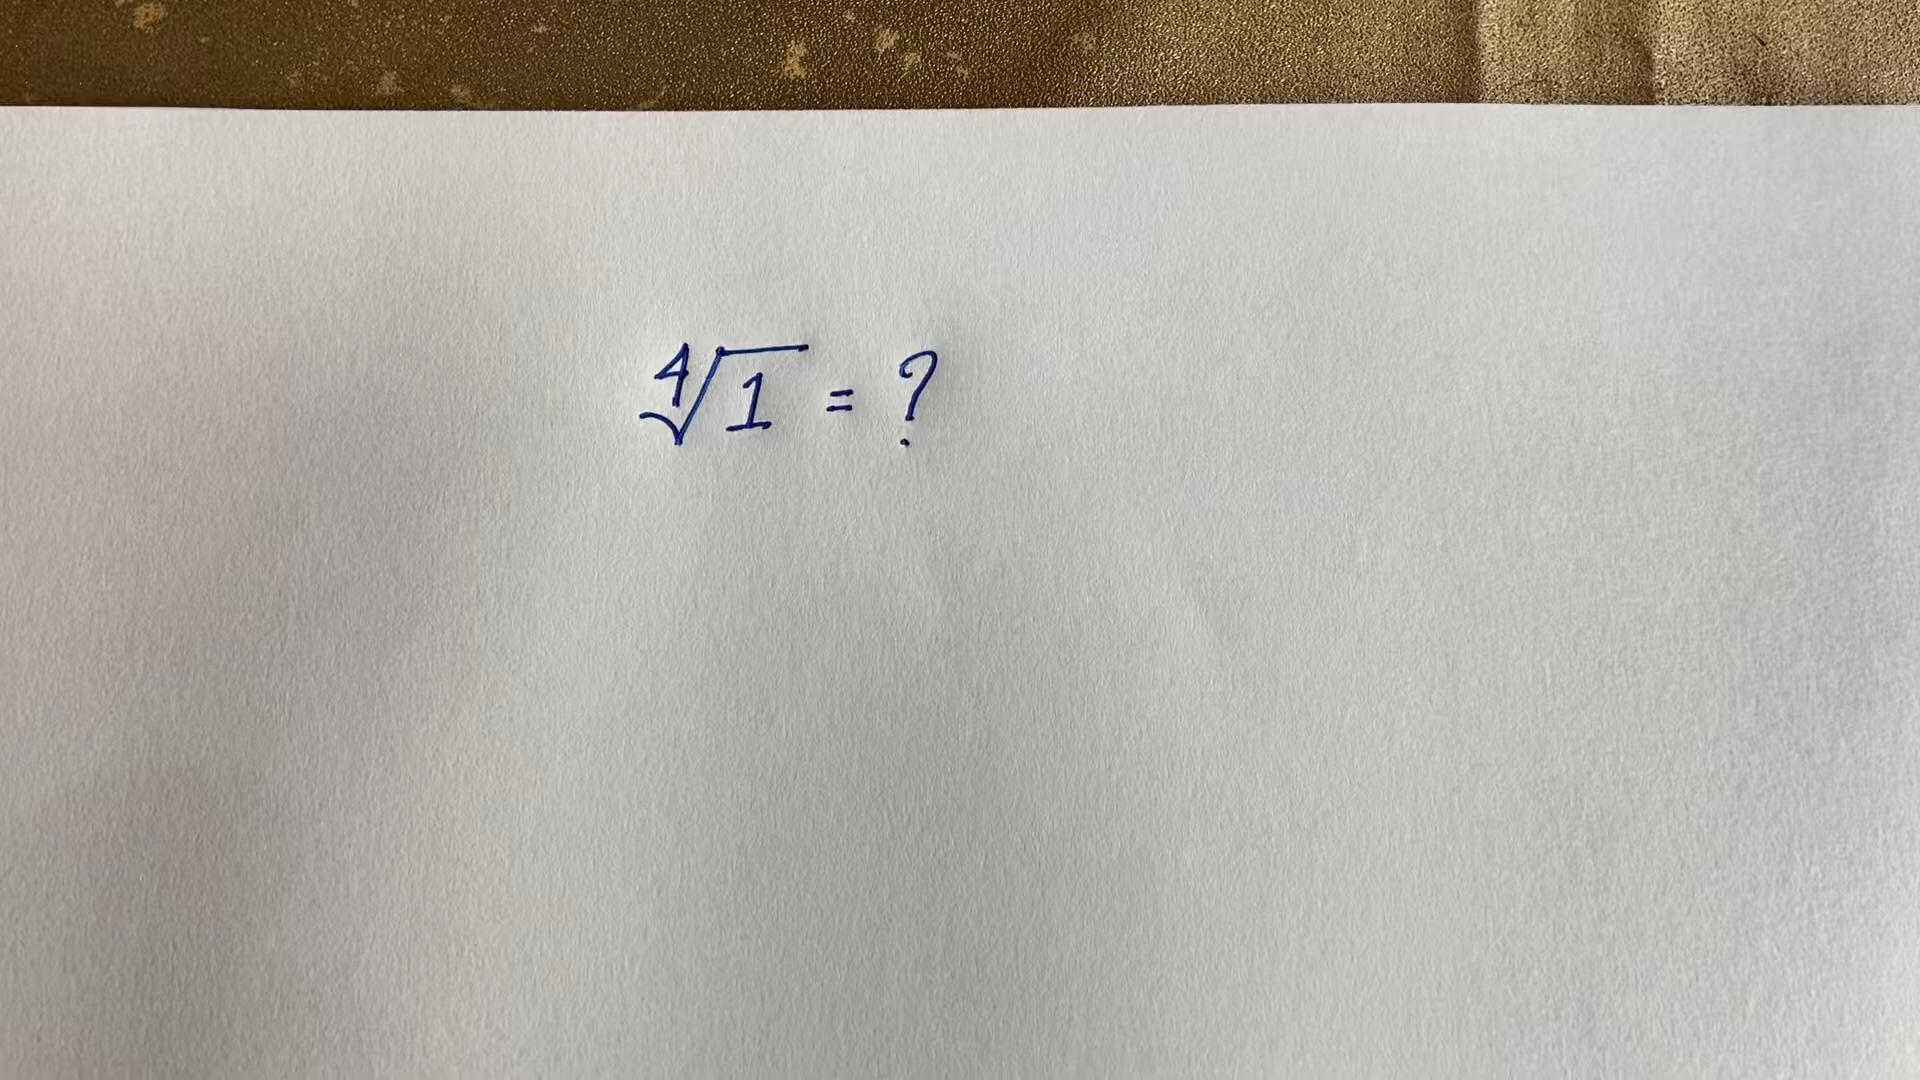 ∜1 = ?